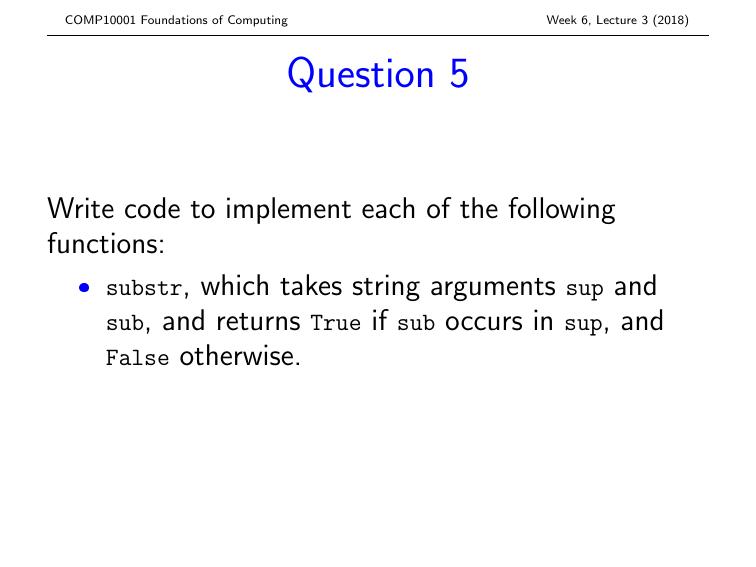 COMP10001 Foundations of Computing Week 6, Lecture 3 (2018)
Question 5
Write code to implement each of the following
functions:
• substr, which takes string arguments sup and
sub, and returns True if sub occurs in sup, and
False otherwise.